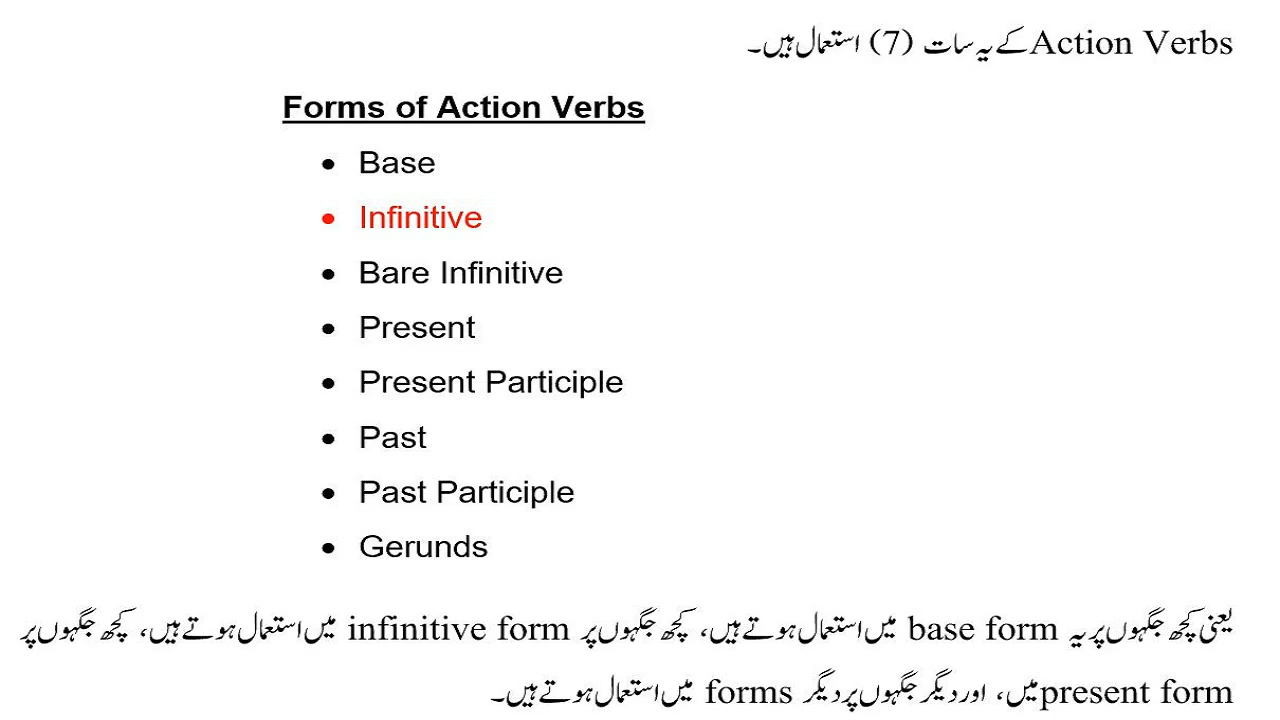 Action Verbs کے یہ سات (7) استعمال ہیں۔
Forms of Action Verbs
• Base
• Infinitive
• Bare Infinitive
• Present
• Present Participle
• Past
• Past Participle
• Gerunds
یعنی کچھ جگہوں پر یہ base form میں استعمال ہوتے ہیں، کچھ جگہوں پر infinitive form میں استعمال ہوتے ہیں، کچھ جگہوں پر
present form میں، اور دیگر جگہوں پر دیگر forms میں استعمال ہوتے ہیں۔